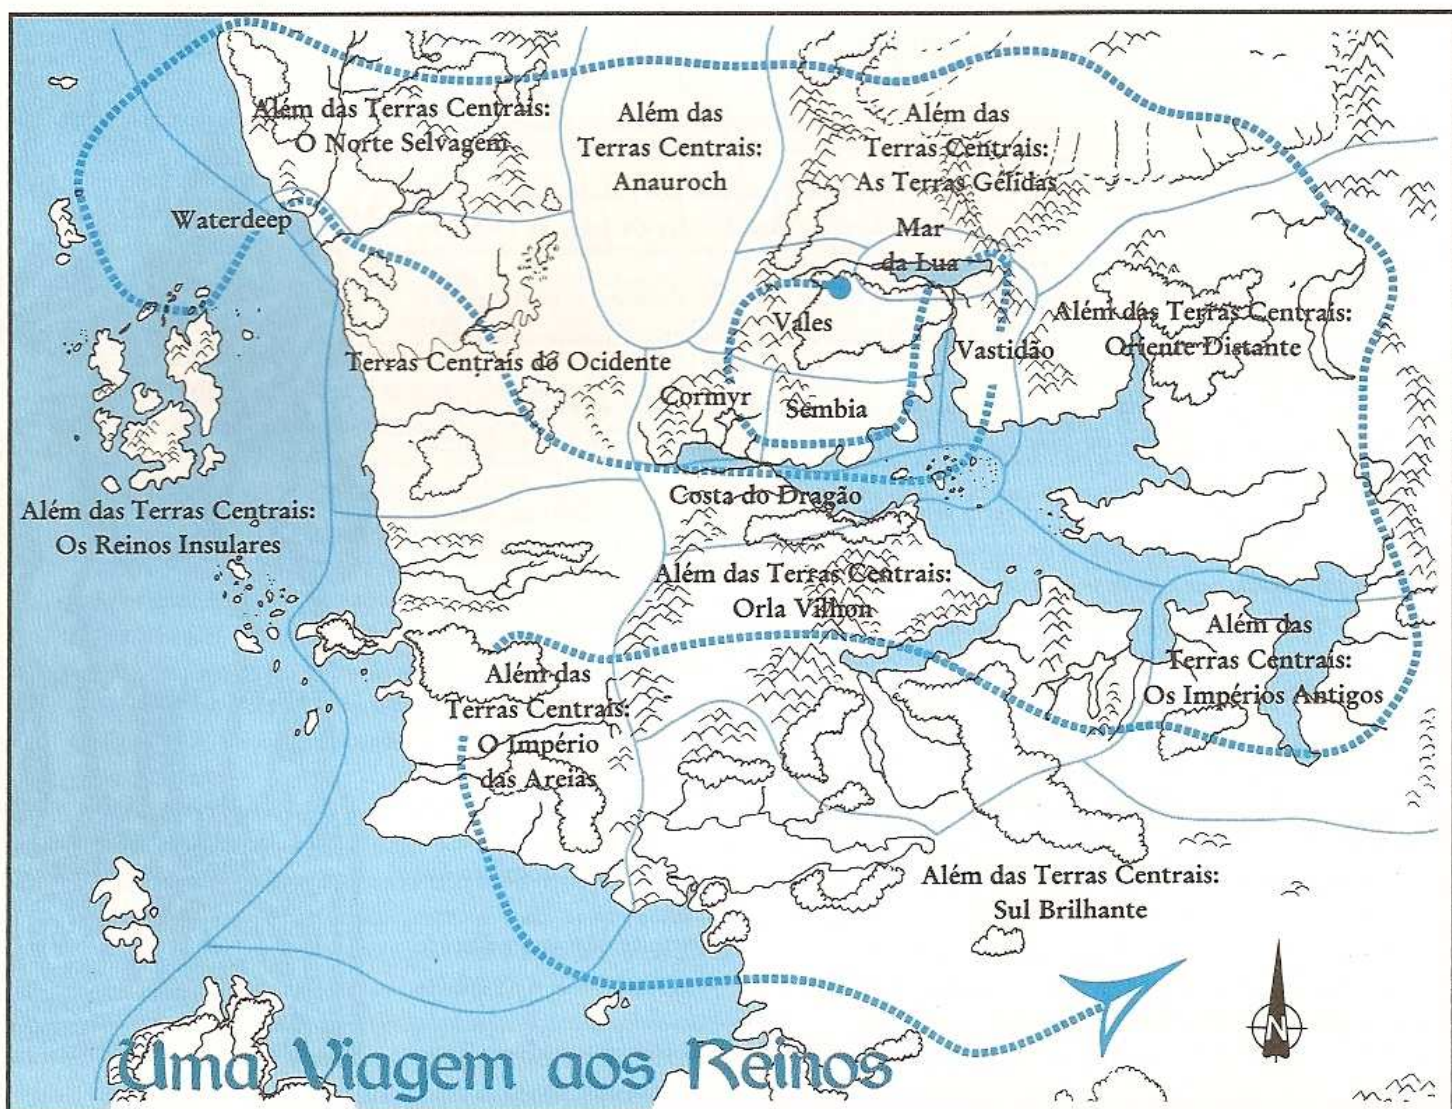 Além das Terras Centrais:
O Norte Selvagem
Além das
Terras Centrais:
Anauroch
Além das
Terras Centrais:
As Terras Gélidas
Waterdeep
Mar
da Lua
Vales
Além das Terras Centrais:
Oriente Distante
Vastidão
Terras Centrais do Ocidente
Cormyr
Sembia
Costa do Dragão
Além das Terras Centrais:
Os Reinos Insulares
Além das Terras Centrais:
Orla Vilhon
Além das
Terras Centrais:
Os Impérios Antigos
Além das
Terras Centrais:
O Império
das Areias
Além das Terras Centrais:
Sul Brilhante
N
Uma Viagem aos Reinos